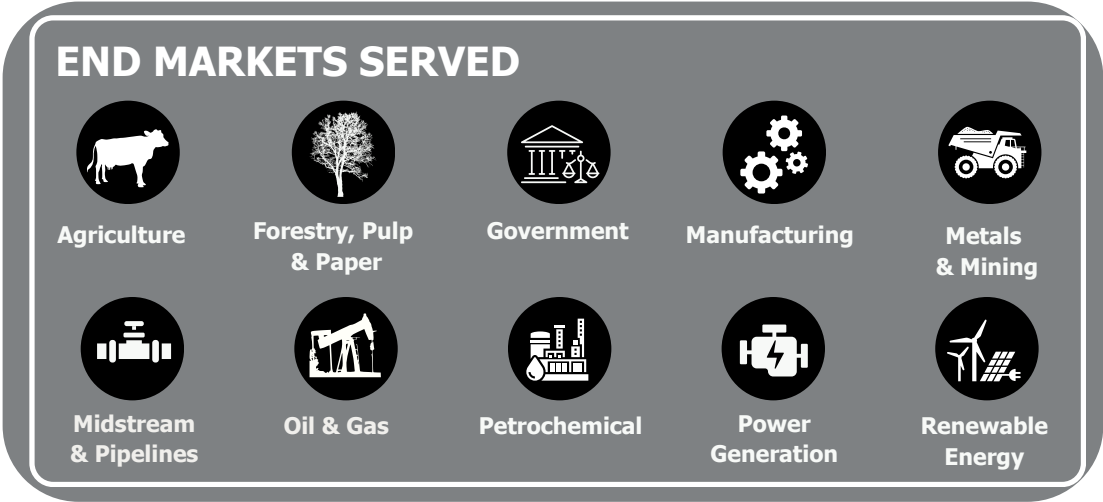 END MARKETS SERVED
Agriculture
Forestry, Pulp
& Paper
Government
Manufacturing
Metals
& Mining
Midstream
& Pipelines
Oil & Gas
Petrochemical
Power
Generation
Renewable
Energy